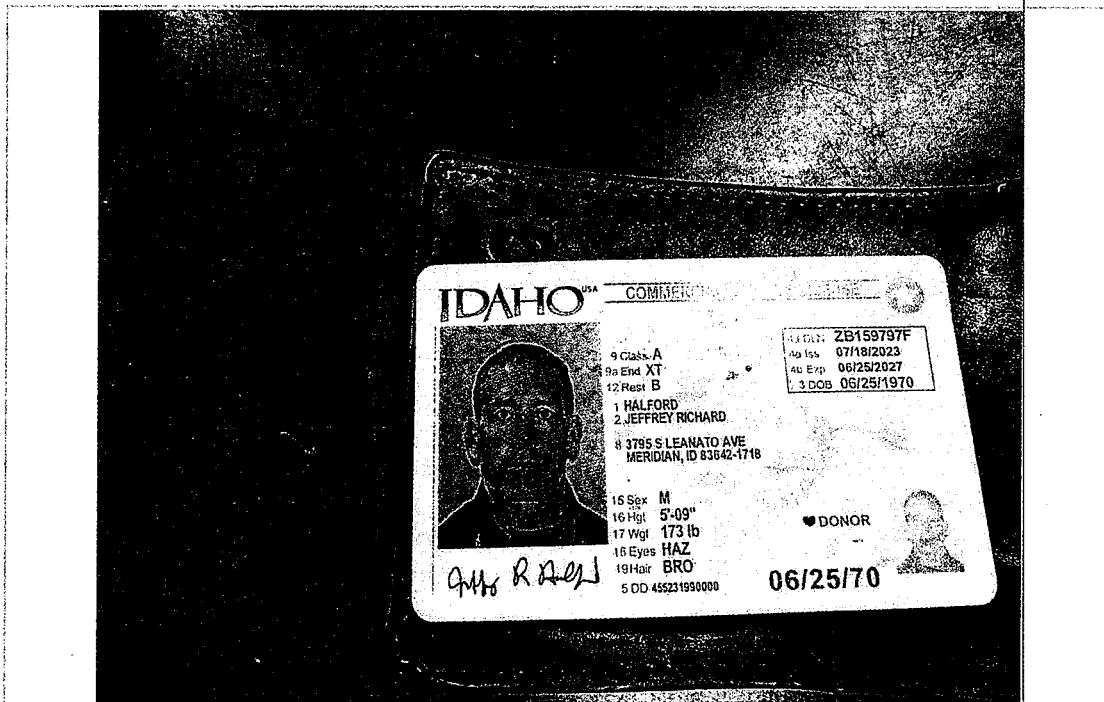 IDAHO USA
9 Class A
9a End XT
12 Rest B
1 HALFORD
2 JEFFREY RICHARD
8 3795 S LEANATO AVE
MERIDIAN, ID 83642-1718
15 Sex M
16 Hgt 5'-09"
17 Wgt 173 lb
18 Eyes HAZ
19 Hair BRO
5 DD 455231990000
4d DLN ZB159797F
4a Iss 07/18/2023
4b Exp 06/25/2027
3 DOB 06/25/1970
DONOR
06/25/70